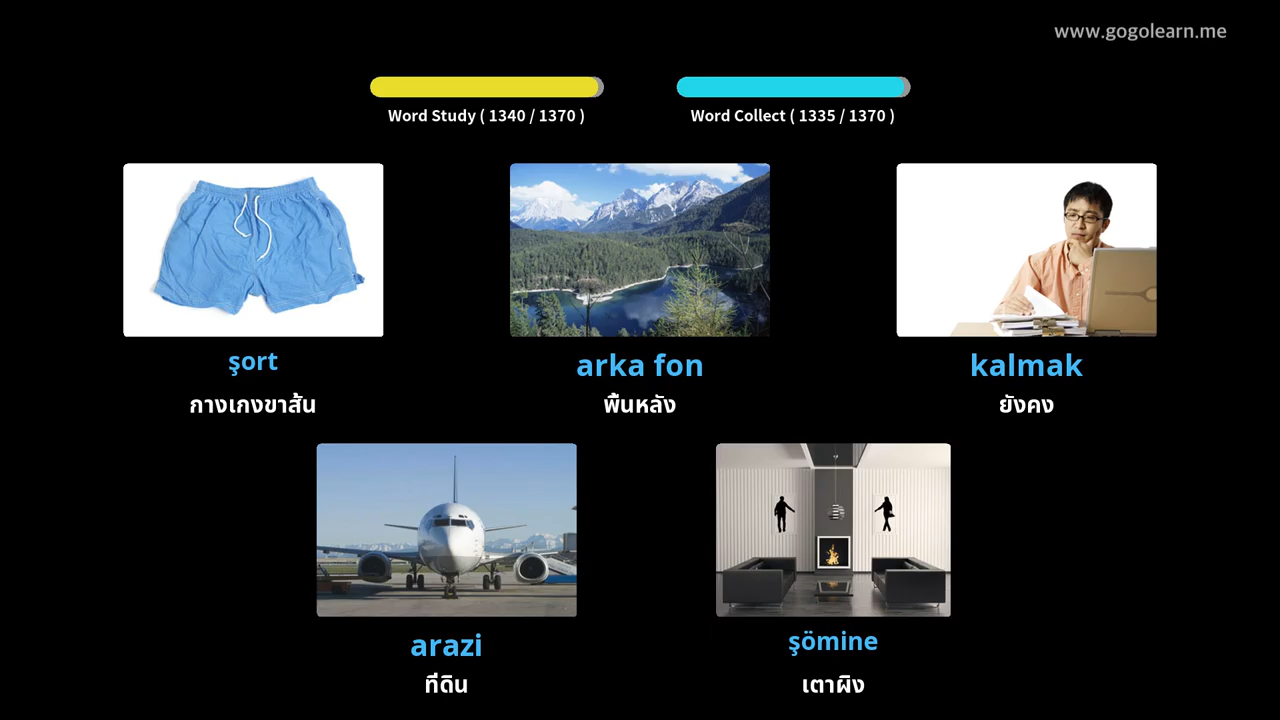 www.gogolearn.me
Word Study ( 1340 / 1370 )
Word Collect ( 1335 / 1370 )
şort
กางเกงขาสั้น
arka fon
พื้นหลัง
kalmak
ยังคง
arazi
ที่ดิน
şömine
เตาผิง